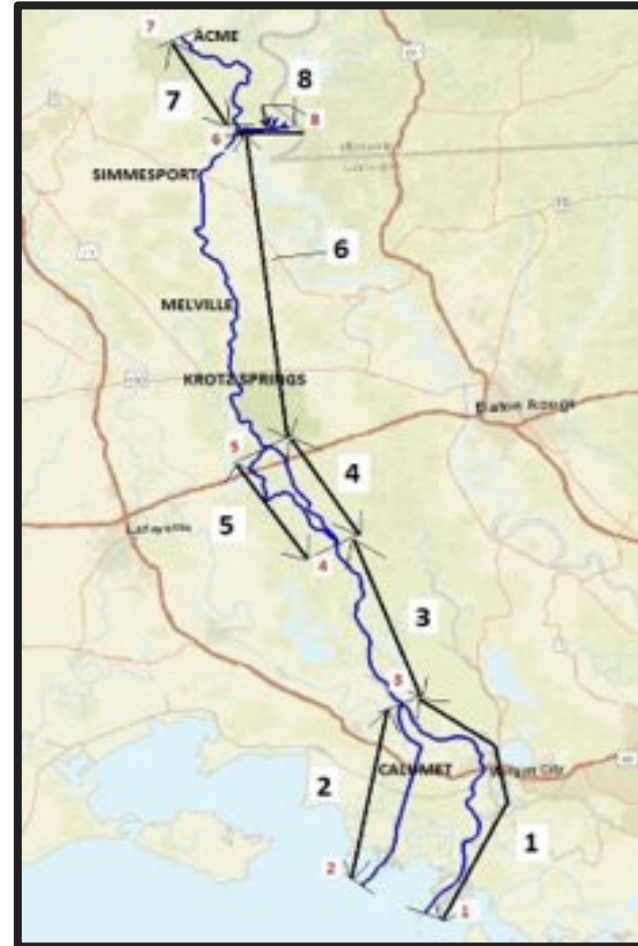 7
ACME
8
8
7
6
SIMMESPORT
6
MELVILLE
KROTZ SPRINGS
Baton Rouge
5
4
5
Lafayette
4
3
3
CALUMET
Morgan City
2
1
2
1